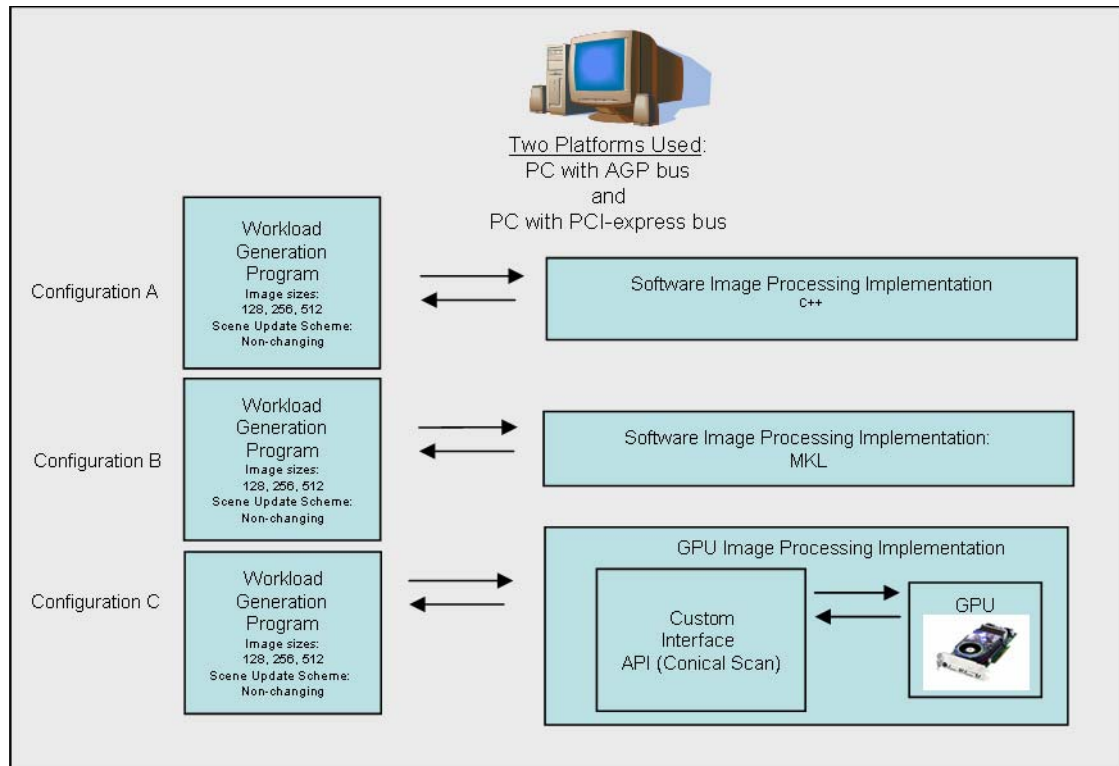 Two Platforms Used:
PC with AGP bus
and
PC with PCI-express bus
Configuration A
Workload
Generation
Program
Image sizes:
128, 256, 512
Scene Update Scheme:
Non-changing
Software Image Processing Implementation
C++
Configuration B
Workload
Generation
Program
Image sizes:
128, 256, 512
Scene Update Scheme:
Non-changing
Software Image Processing Implementation:
MKL
Configuration C
Workload
Generation
Program
Image sizes:
128, 256, 512
Scene Update Scheme:
Non-changing
GPU Image Processing Implementation
Custom
Interface
API (Conical Scan)
GPU